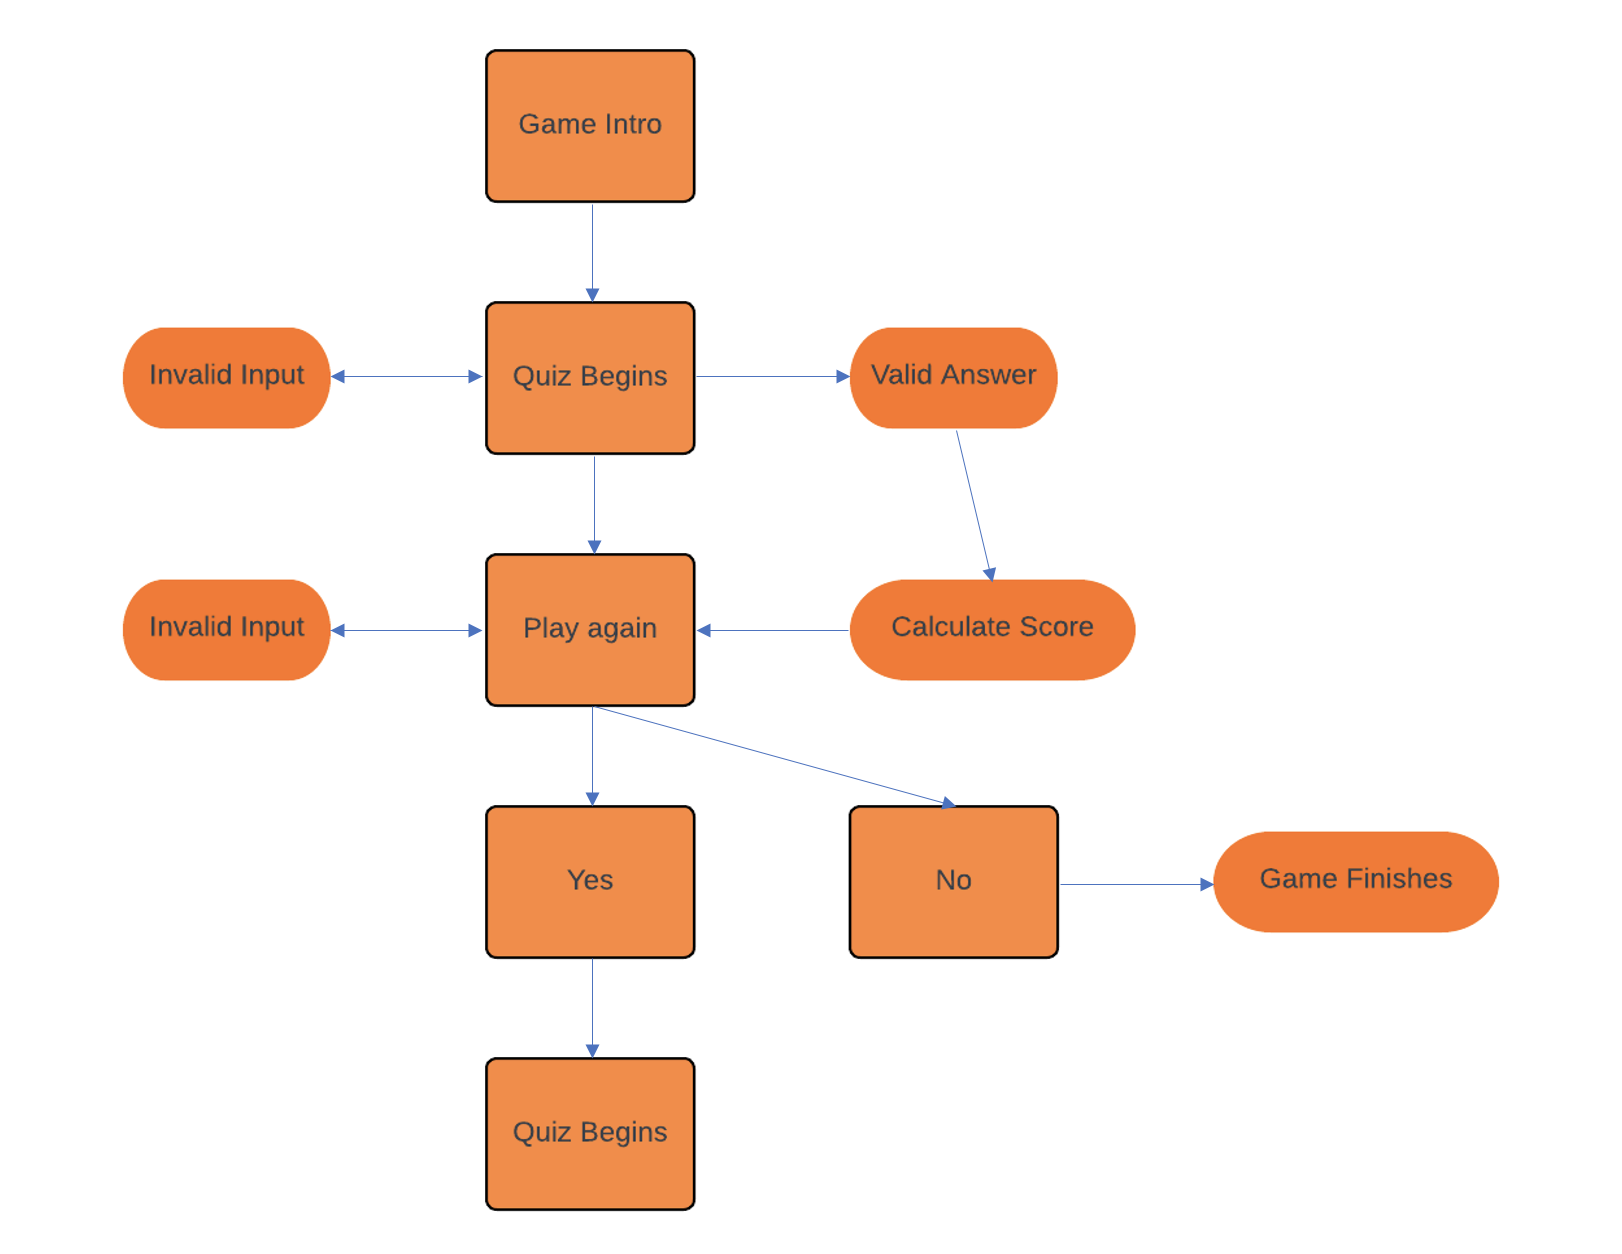 Game Intro
Invalid Input
Quiz Begins
Valid Answer
Invalid Input
Play again
Calculate Score
Yes
No
Game Finishes
Quiz Begins